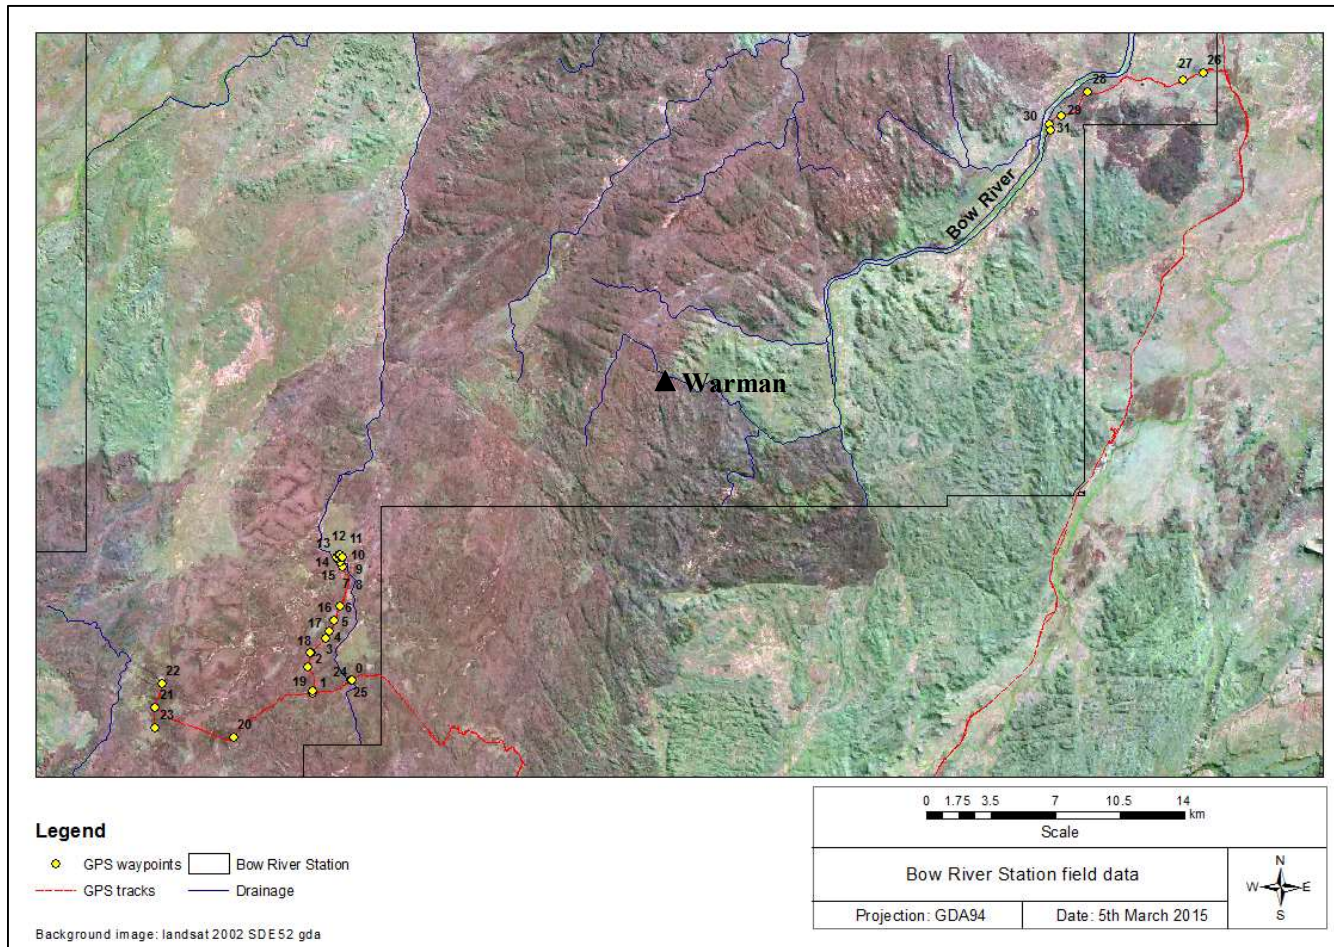 27
26
28
29
30
31
Bow River
Warman
12
11
13
10
14
9
15
7
8
16
6
17
5
4
18
3
2
24
0
22
19
1
25
21
23
20
0 1.75 3.5 7 10.5 14
km
Scale
Legend
GPS waypoints
Bow River Station
GPS tracks
Drainage
Background image: landsat 2002 SDE52 gda
Bow River Station field data
Projection: GDA94
Date: 5th March 2015
N
W
E
S